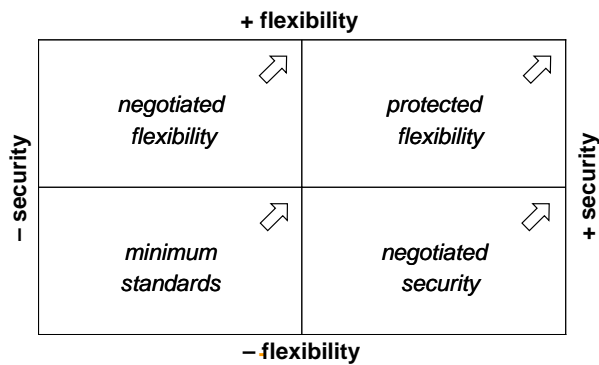 + flexibility
negotiated
flexibility
protected
flexibility
– security
+ security
minimum
standards
negotiated
security
– flexibility